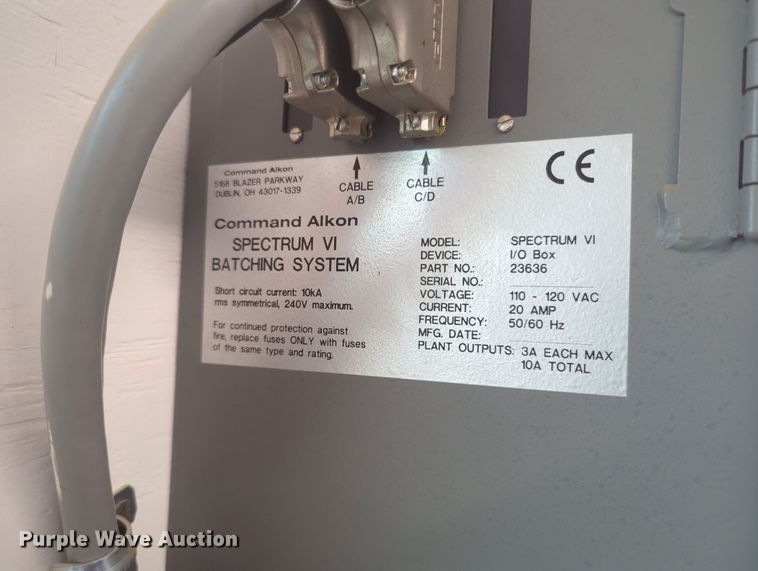 Command Alkon
5168 BLAZER PARKWAY
DUBLIN, OH 43017-1339
CABLE
A/B
CABLE
C/D
CE
Command Alkon
SPECTRUM VI
BATCHING SYSTEM
Short circuit current: 10kA
rms symmetrical, 240V maximum.
For continued protection against
fire, replace fuses ONLY with fuses
of the same type and rating.
MODEL: SPECTRUM VI
DEVICE: I/O Box
PART NO.: 23636
SERIAL NO.:
VOLTAGE: 110 - 120 VAC
CURRENT: 20 AMP
FREQUENCY: 50/60 Hz
MFG. DATE:
PLANT OUTPUTS: 3A EACH MAX
10A TOTAL
Purple Wave Auction